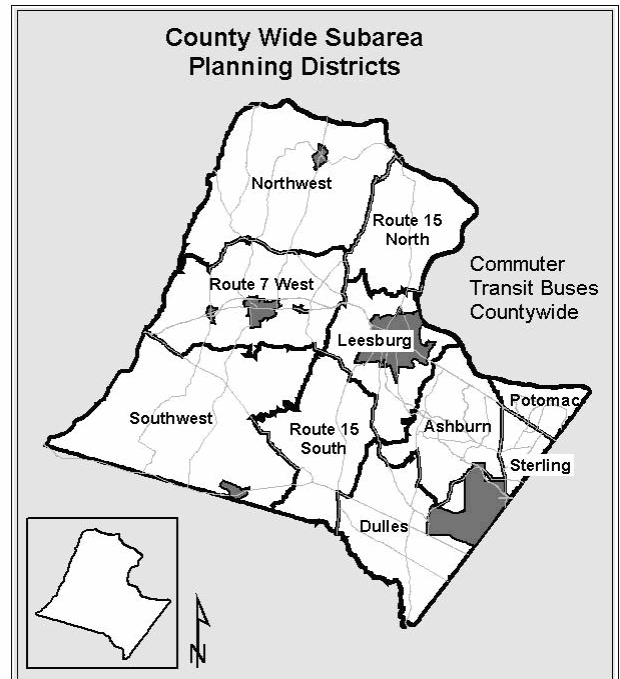 County Wide Subarea
Planning Districts
Northwest
Route 15
North
Commuter
Transit Buses
Countywide
Route 7 West
Leesburg
Potomac
Southwest
Route 15
South
Ashburn
Sterling
Dulles
N